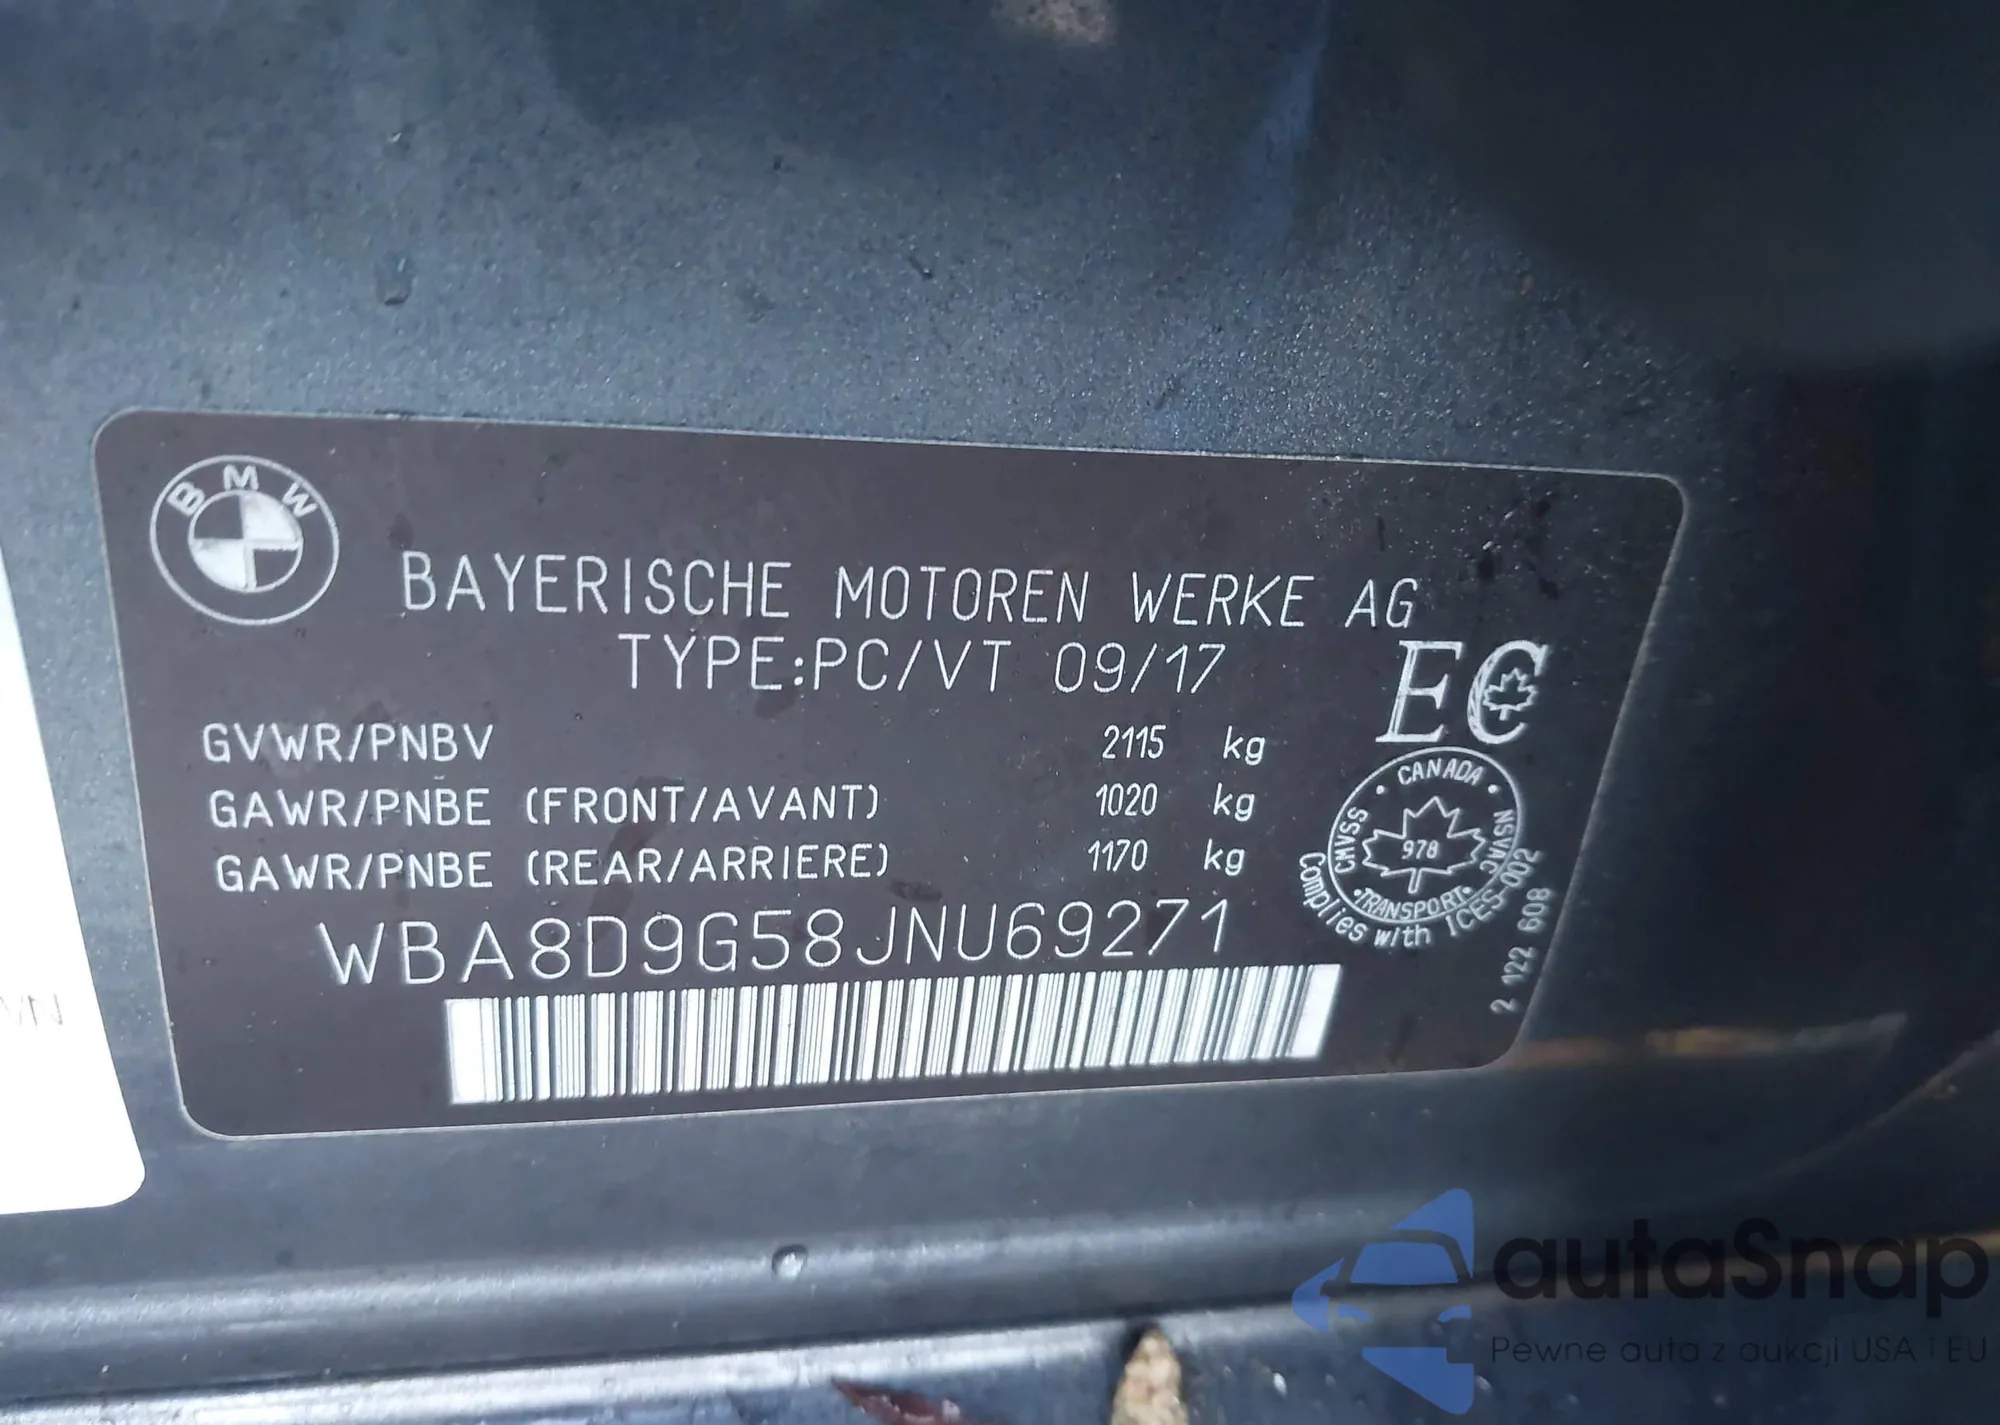 BMW
BAYERISCHE MOTOREN WERKE AG
TYPE:PC/VT 09/17
EC
GVWR/PNBV 2115 kg
GAWR/PNBE (FRONT/AVANT) 1020 kg
GAWR/PNBE (REAR/ARRIERE) 1170 kg
CANADA
CMVSS NSVAC
978
TRANSPORT
Complies with ICES-002
2 122 608
WBA8D9G58JNU69271
VN
autaSnap
Pewne auta z aukcji USA i EU